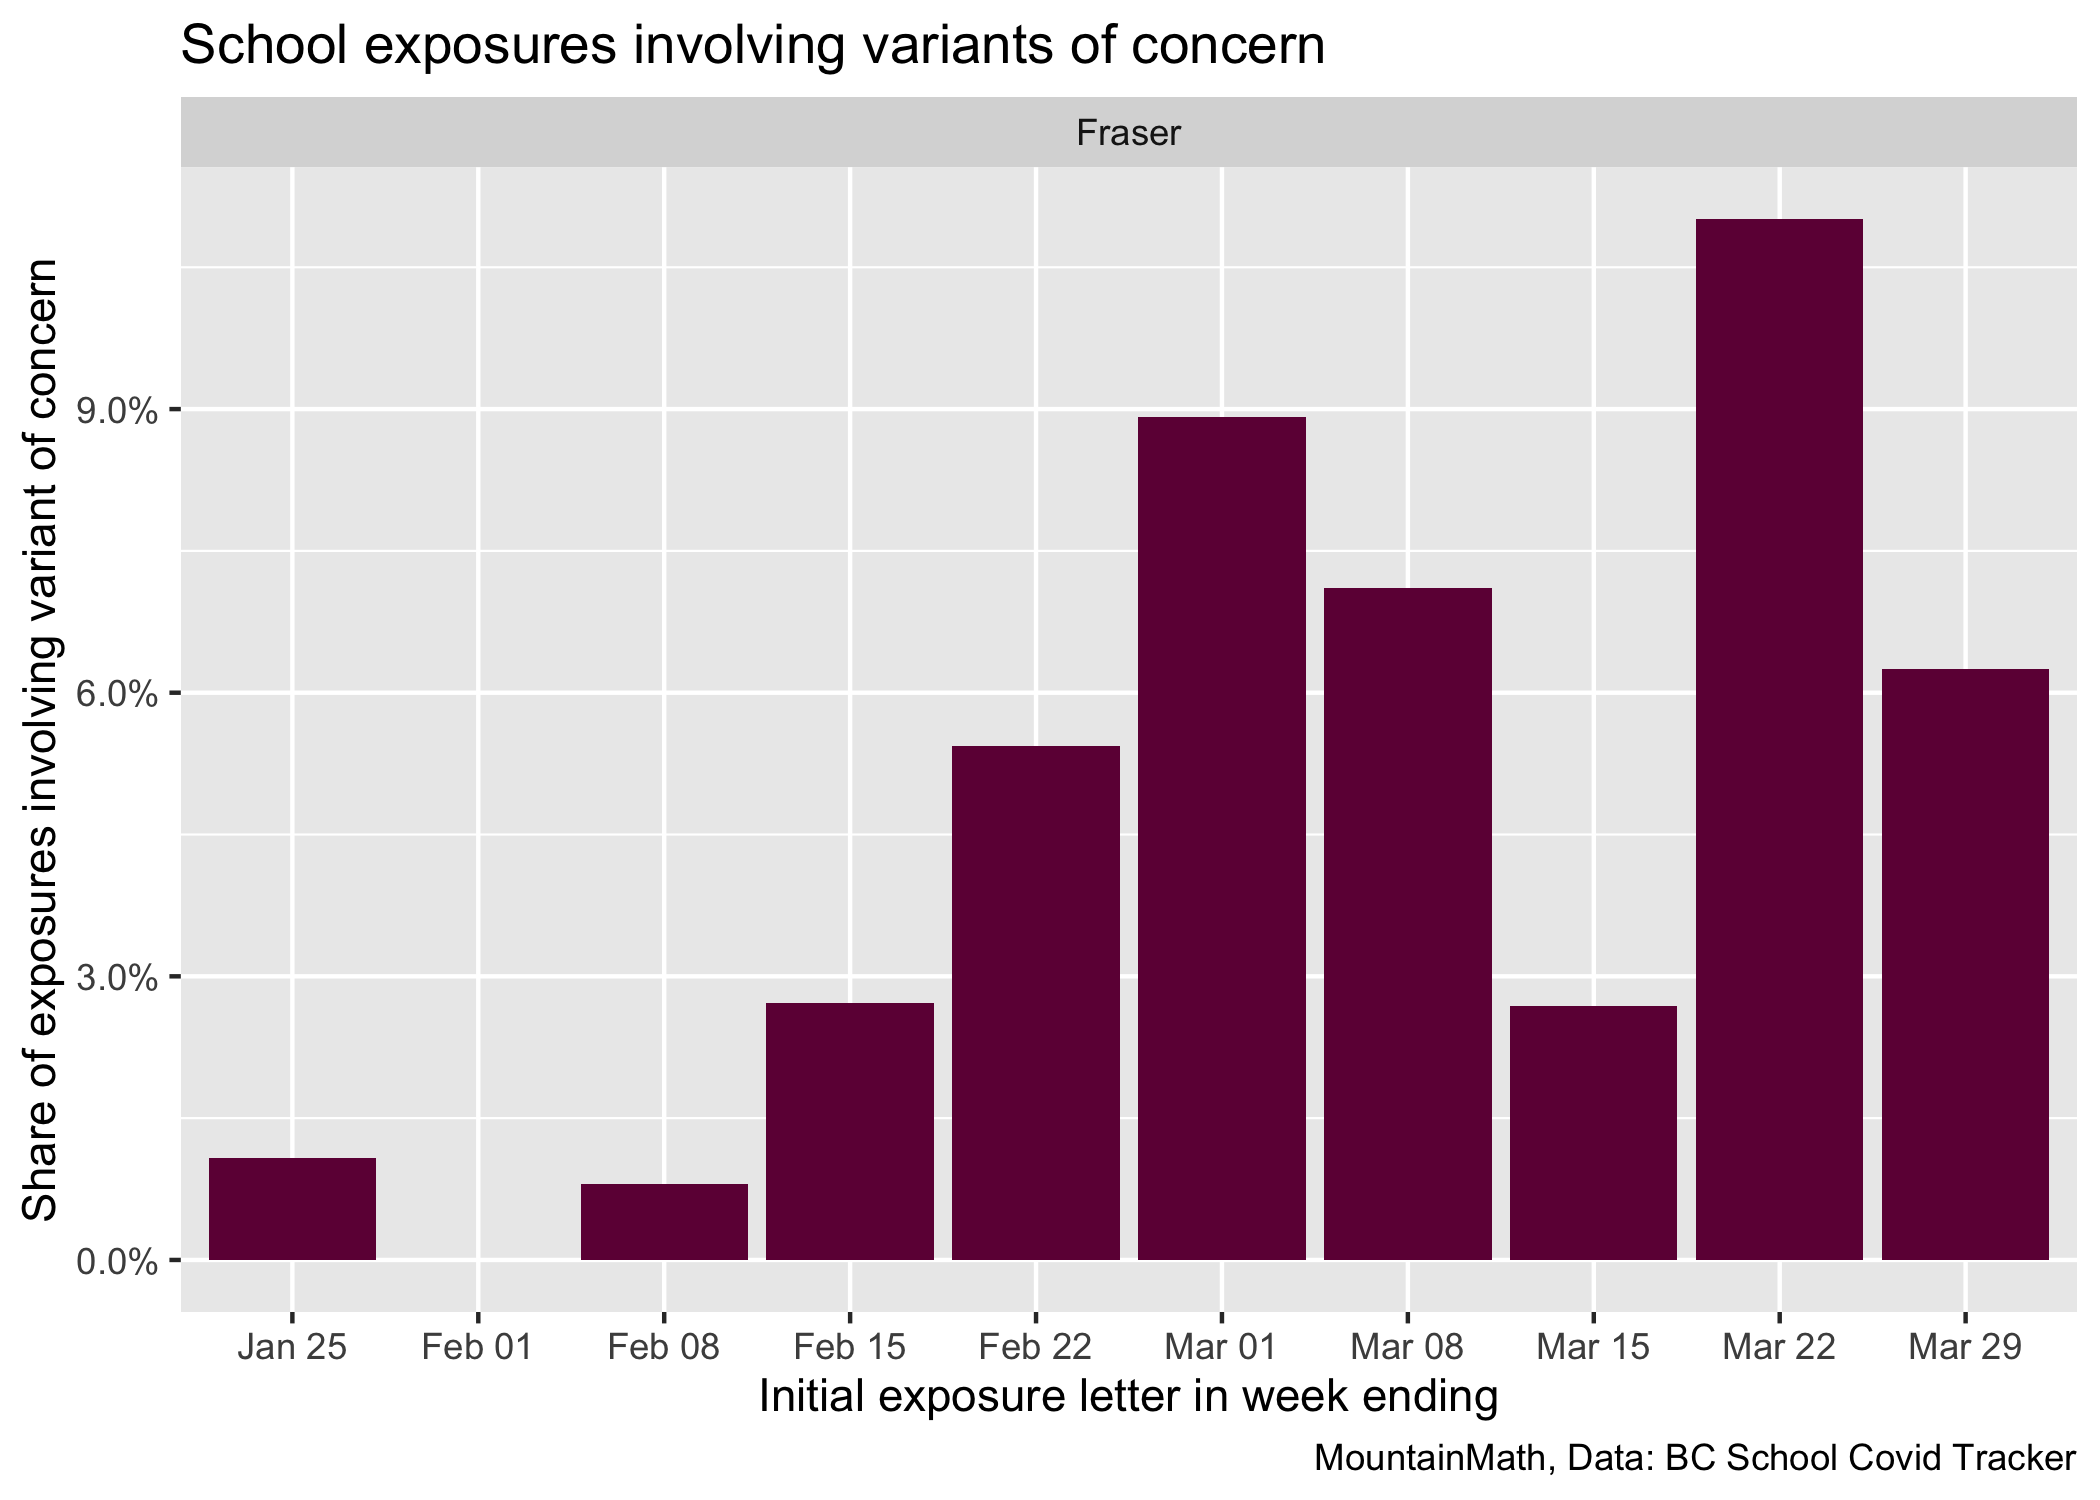 School exposures involving variants of concern
Fraser
Share of exposures involving variant of concern
9.0%
6.0%
3.0%
0.0%
Jan 25 Feb 01 Feb 08 Feb 15 Feb 22 Mar 01 Mar 08 Mar 15 Mar 22 Mar 29
Initial exposure letter in week ending
MountainMath, Data: BC School Covid Tracker